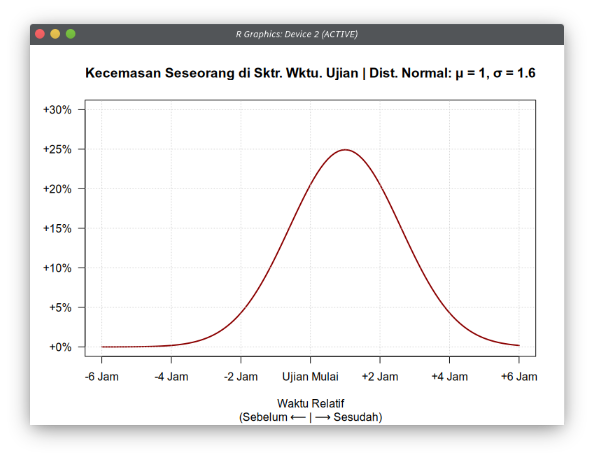 R Graphics: Device 2 (ACTIVE)
Kecemasan Seseorang di Sktr. Wktu. Ujian | Dist. Normal: μ = 1, σ = 1.6
+30%
+25%
+20%
+15%
+10%
+5%
+0%
-6 Jam -4 Jam -2 Jam Ujian Mulai +2 Jam +4 Jam +6 Jam
Waktu Relatif
(Sebelum ⟵ | ⟶ Sesudah)